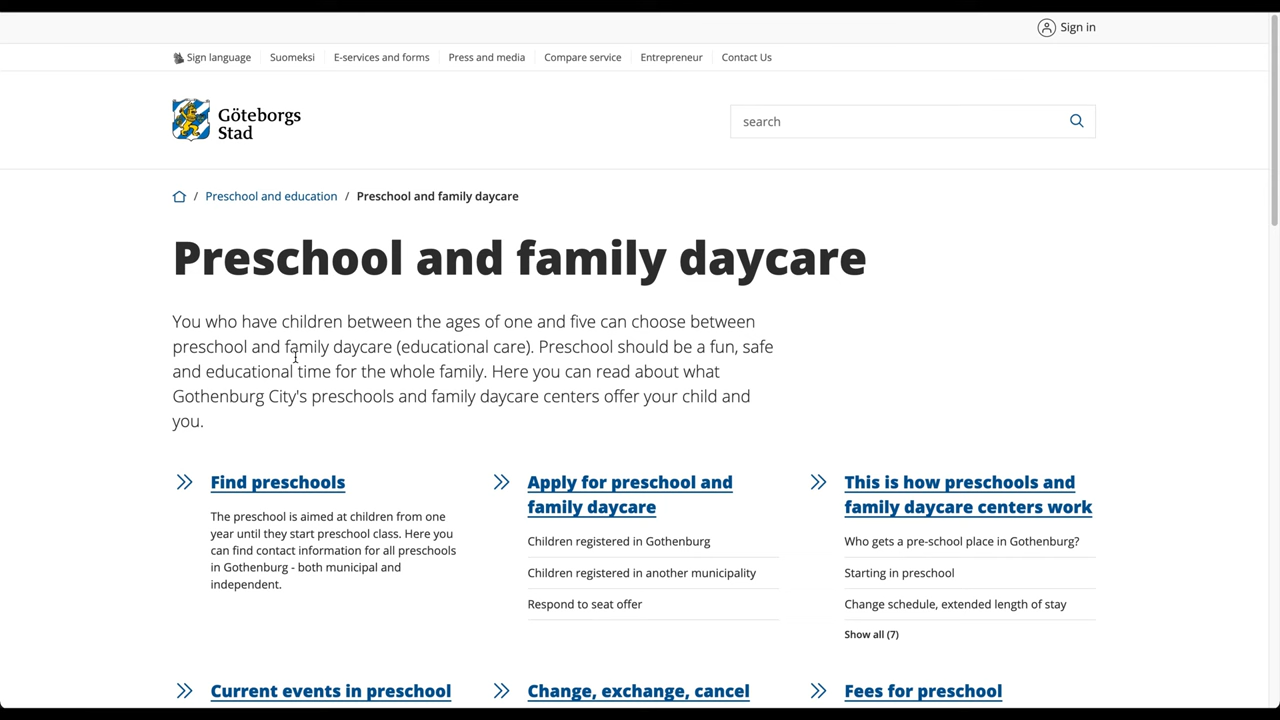 Sign in
Sign language
Suomeksi
E-services and forms
Press and media
Compare service
Entrepreneur
Contact Us
Göteborgs
Stad
search
/ Preschool and education / Preschool and family daycare
Preschool and family daycare
You who have children between the ages of one and five can choose between
preschool and family daycare (educational care). Preschool should be a fun, safe
and educational time for the whole family. Here you can read about what
Gothenburg City's preschools and family daycare centers offer your child and
you.
Find preschools
The preschool is aimed at children from one
year until they start preschool class. Here you
can find contact information for all preschools
in Gothenburg - both municipal and
independent.
Apply for preschool and
family daycare
Children registered in Gothenburg
Children registered in another municipality
Respond to seat offer
This is how preschools and
family daycare centers work
Who gets a pre-school place in Gothenburg?
Starting in preschool
Change schedule, extended length of stay
Show all (7)
Current events in preschool
Change, exchange, cancel
Fees for preschool